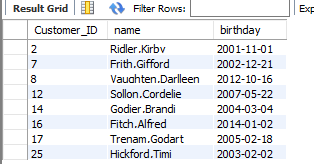 Result Grid Filter Rows: Exp
Customer_ID name birthday
2 Ridler.Kirby 2001-11-01
7 Frith.Gifford 2002-12-21
8 Vaughten.Darlleen 2012-10-16
12 Sollon.Cordelie 2007-05-22
14 Godier.Brandi 2004-03-04
16 Fitch.Alfred 2014-01-02
17 Trenam.Godart 2005-02-18
25 Hickford.Timi 2003-02-02